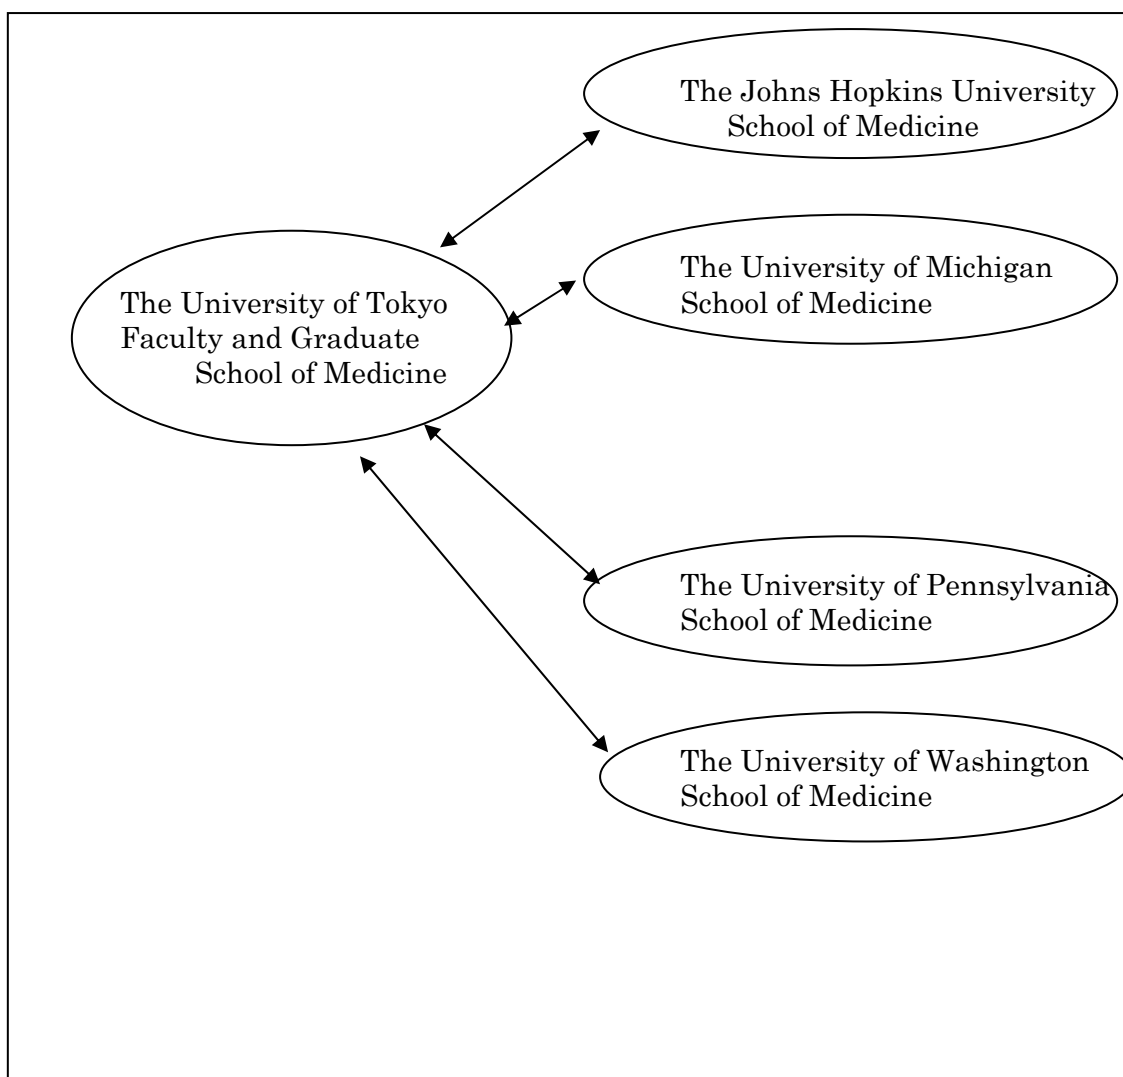 The Johns Hopkins University
School of Medicine
The University of Michigan
School of Medicine
The University of Tokyo
Faculty and Graduate
School of Medicine
The University of Pennsylvania
School of Medicine
The University of Washington
School of Medicine